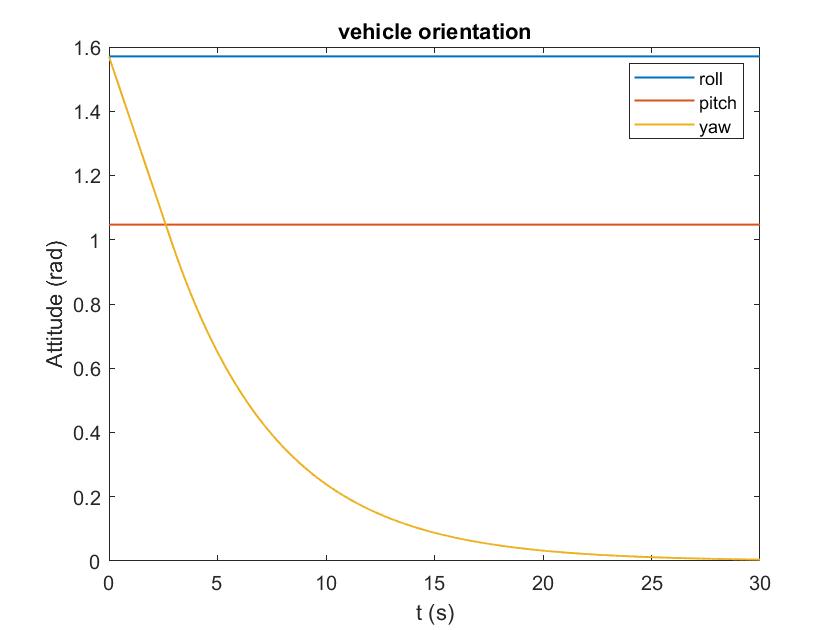 vehicle orientation
1.6
1.4
1.2
1
0.8
0.6
0.4
0.2
0
Attitude (rad)
roll
pitch
yaw
0 5 10 15 20 25 30
t (s)